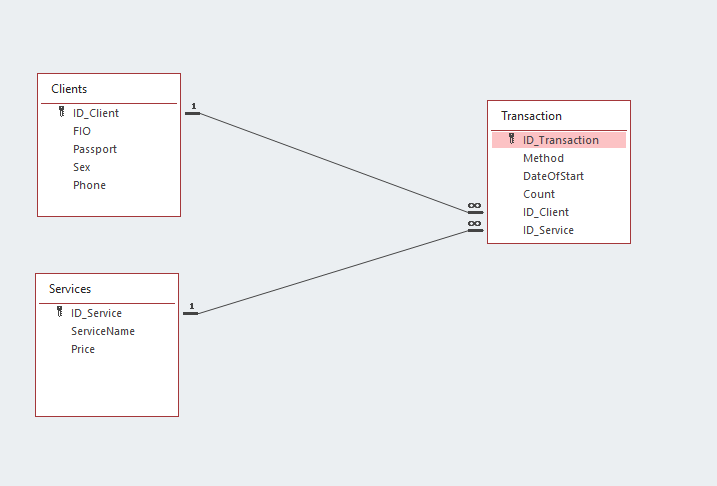 Clients
ID_Client
FIO
Passport
Sex
Phone
1
Services
ID_Service
ServiceName
Price
1
Transaction
ID_Transaction
Method
DateOfStart
Count
ID_Client
ID_Service
∞
∞